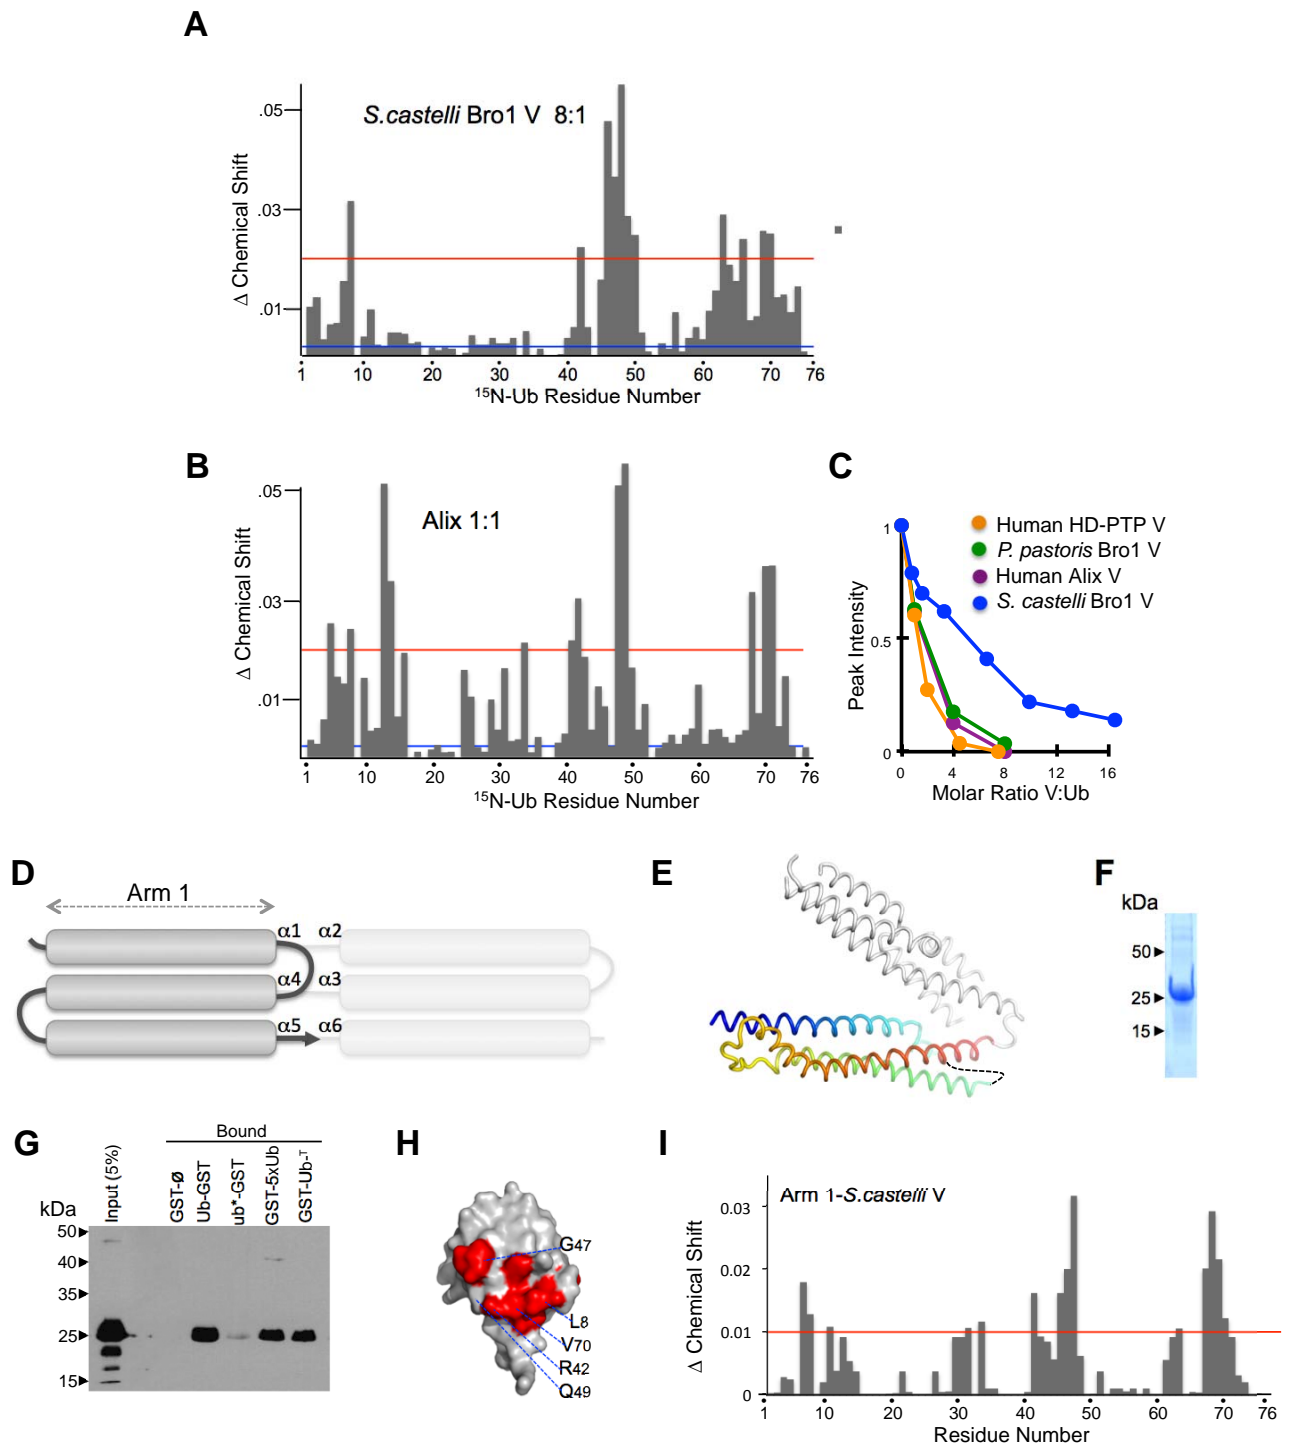 A
S.castelli Bro1 V 8:1
Δ Chemical Shift
.05
.03
.01
1 10 20 30 40 50 60 70 76
15N-Ub Residue Number
B
Alix 1:1
Δ Chemical Shift
.05
.03
.01
1 10 20 30 40 50 60 70 76
15N-Ub Residue Number
C
Human HD-PTP V
P. pastoris Bro1 V
Human Alix V
S. castelli Bro1 V
Peak Intensity
1
0.5
0
0 4 8 12 16
Molar Ratio V:Ub
D
Arm 1
α1 α2
α4 α3
α5 α6
E
F
kDa
50
25
15
G
Bound
Input (5%)
GST-ø
Ub-GST
ub*-GST
GST-5xUb
GST-Ub-T
kDa
50
40
35
25
15
H
G47
L8
V70
R42
Q49
I
Arm 1-S.castelli V
Δ Chemical Shift
0.03
0.02
0.01
0
1 10 20 30 40 50 60 70 76
Residue Number